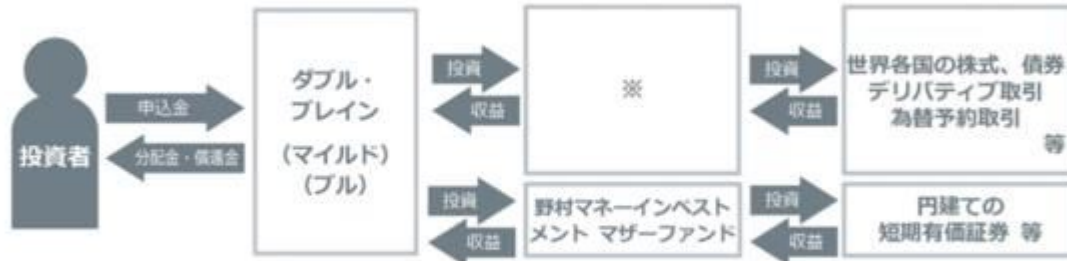 投資者
申込金
分配金・償還金
ダブル・
ブレイン
(マイルド)
(ブル)
投資
収益
※
投資
収益
世界各国の株式、債券
デリバティブ取引
為替予約取引
等
投資
収益
野村マネーインベスト
メント マザーファンド
投資
収益
円建ての
短期有価証券 等